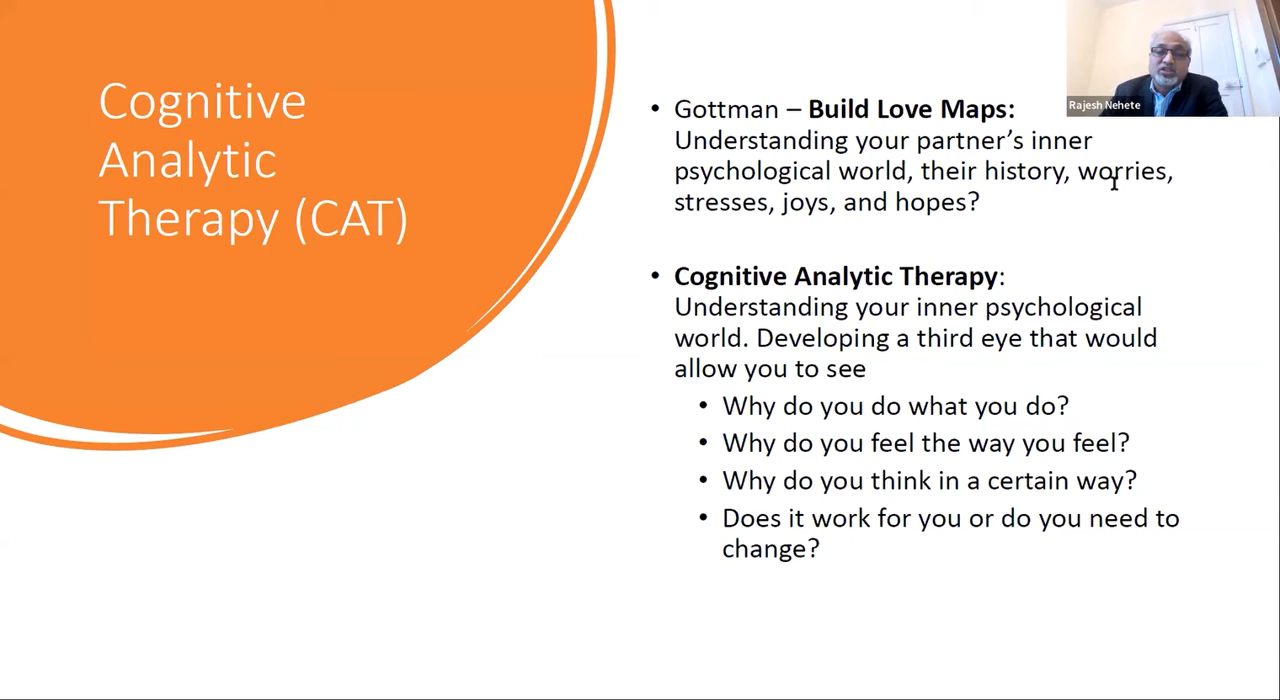 Cognitive
Analytic
Therapy (CAT)
Rajesh Nehete
• Gottman – Build Love Maps:
Understanding your partner’s inner
psychological world, their history, worries,
stresses, joys, and hopes?
• Cognitive Analytic Therapy:
Understanding your inner psychological
world. Developing a third eye that would
allow you to see
• Why do you do what you do?
• Why do you feel the way you feel?
• Why do you think in a certain way?
• Does it work for you or do you need to
change?